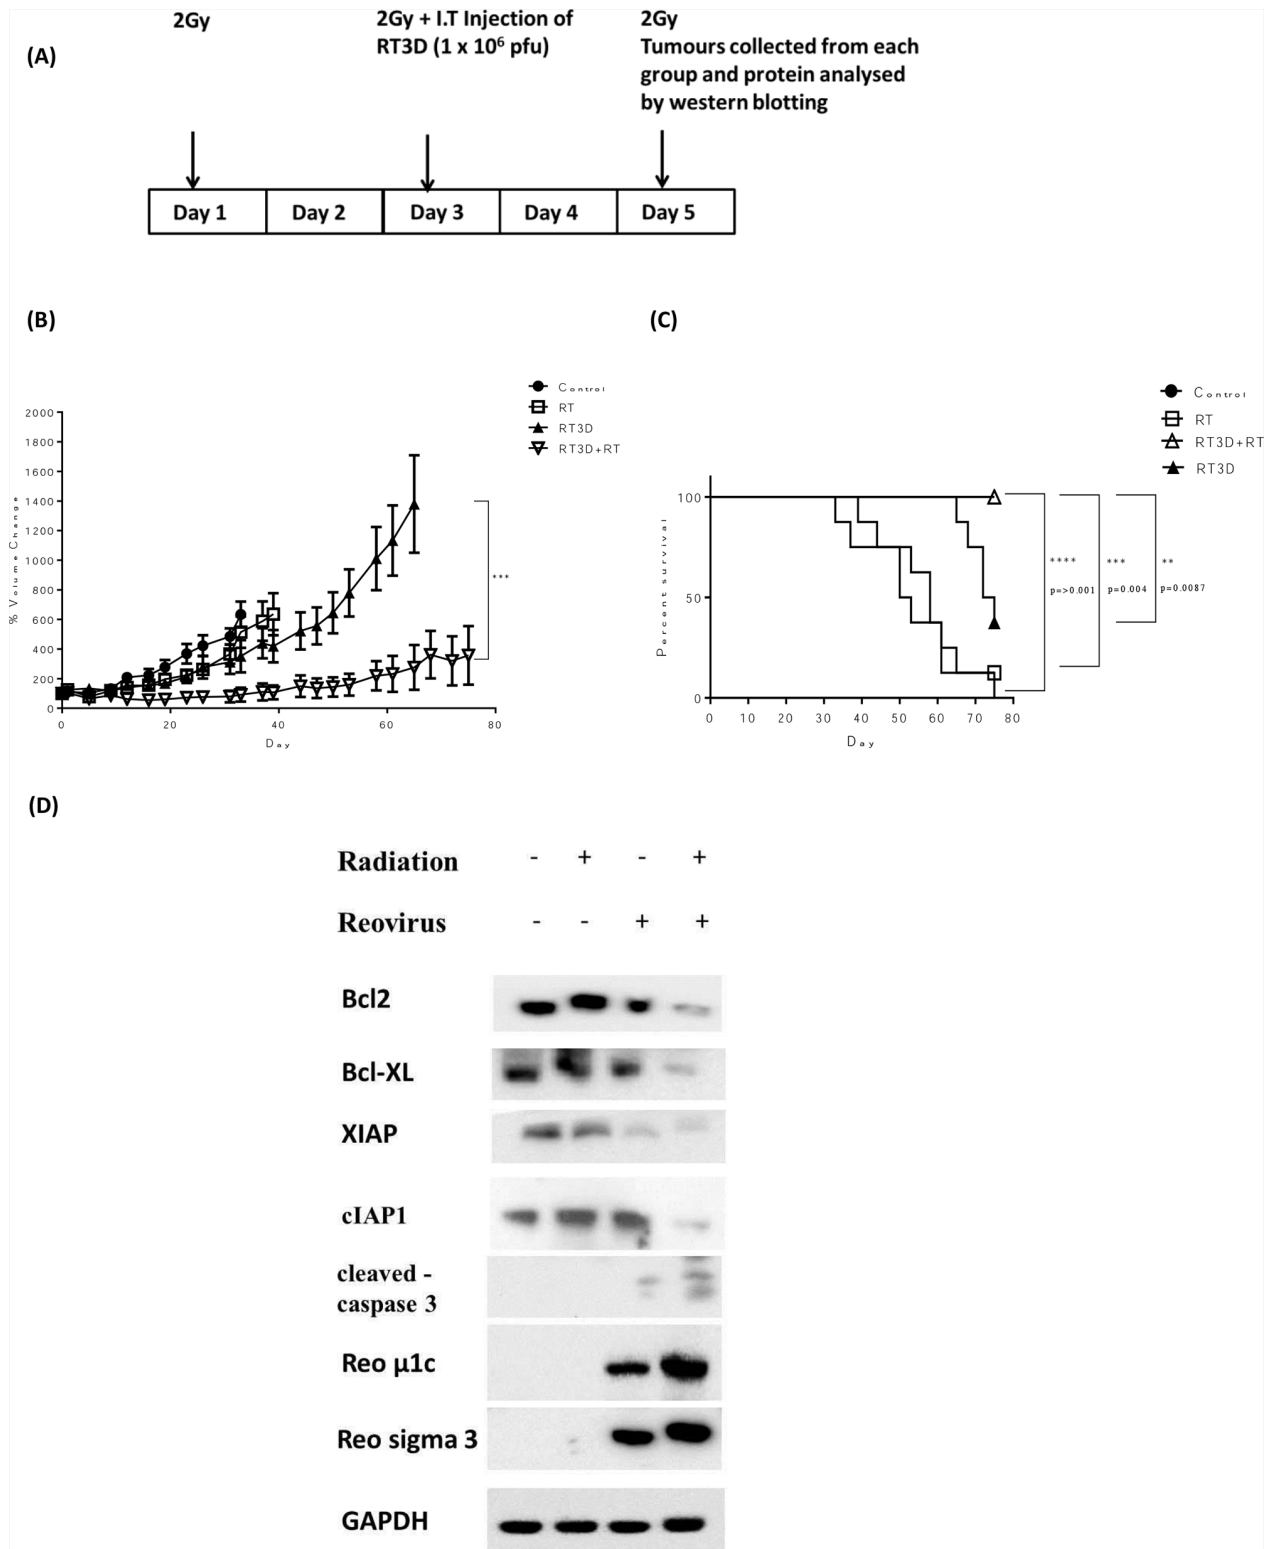 (A)
2Gy
2Gy + I.T Injection of
RT3D (1 x 10⁶ pfu)
2Gy
Tumours collected from each
group and protein analysed
by western blotting
Day 1
Day 2
Day 3
Day 4
Day 5
(B)
Control
RT
RT3D
RT3D+RT
% Volume Change
2000
1800
1600
1400
1200
1000
800
600
400
200
0
0
20
40
60
80
Day
***
(C)
Control
RT
RT3D+RT
RT3D
Percent survival
100
50
0
0
10
20
30
40
50
60
70
80
Day
****
p=>0.001
***
p=0.004
**
p=0.0087
(D)
Radiation - + - +
Reovirus - - + +
Bcl2
Bcl-XL
XIAP
cIAP1
cleaved -
caspase 3
Reo µ1c
Reo sigma 3
GAPDH